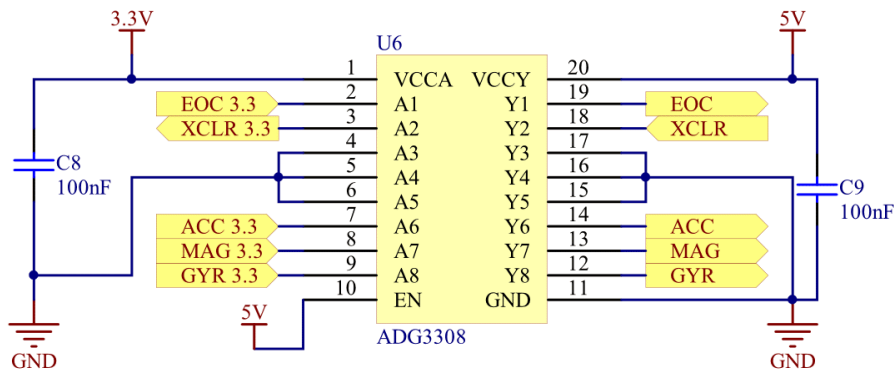 3.3V
5V
U6
1 VCCA VCCY 20
EOC 3.3 2 A1 Y1 19 EOC
XCLR 3.3 3 A2 Y2 18 XCLR
4 A3 Y3 17
C8 5 A4 Y4 16 C9
100nF 6 A5 Y5 15 100nF
ACC 3.3 7 A6 Y6 14 ACC
MAG 3.3 8 A7 Y7 13 MAG
GYR 3.3 9 A8 Y8 12 GYR
10 EN GND 11
5V
ADG3308
GND
GND